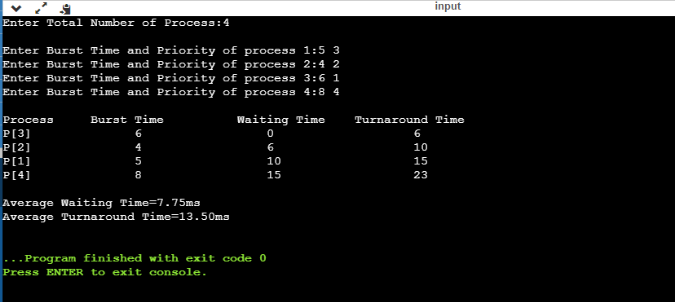 input
Enter Total Number of Process:4
Enter Burst Time and Priority of process 1:5 3
Enter Burst Time and Priority of process 2:4 2
Enter Burst Time and Priority of process 3:6 1
Enter Burst Time and Priority of process 4:8 4
Process Burst Time Waiting Time Turnaround Time
P[3] 6 0 6
P[2] 4 6 10
P[1] 5 10 15
P[4] 8 15 23
Average Waiting Time=7.75ms
Average Turnaround Time=13.50ms
...Program finished with exit code 0
Press ENTER to exit console.